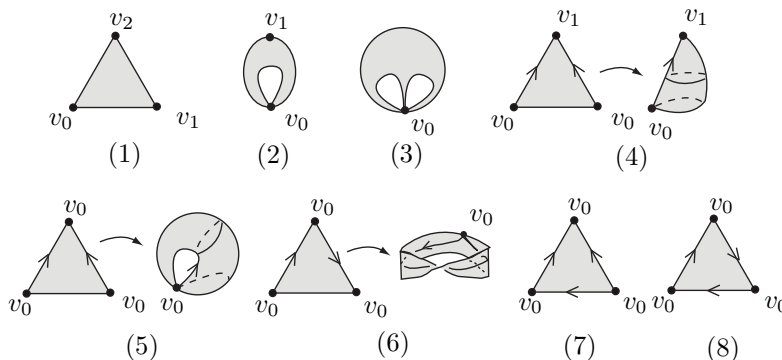 v₂
v₀ v₁
(1)
v₁
v₀
(2)
v₀
(3)
v₁ v₁
v₀ v₀ v₀
(4)
v₀
v₀ v₀ v₀
(5)
v₀ v₀
v₀ v₀
(6)
v₀
v₀ v₀
(7)
v₀
v₀ v₀
(8)